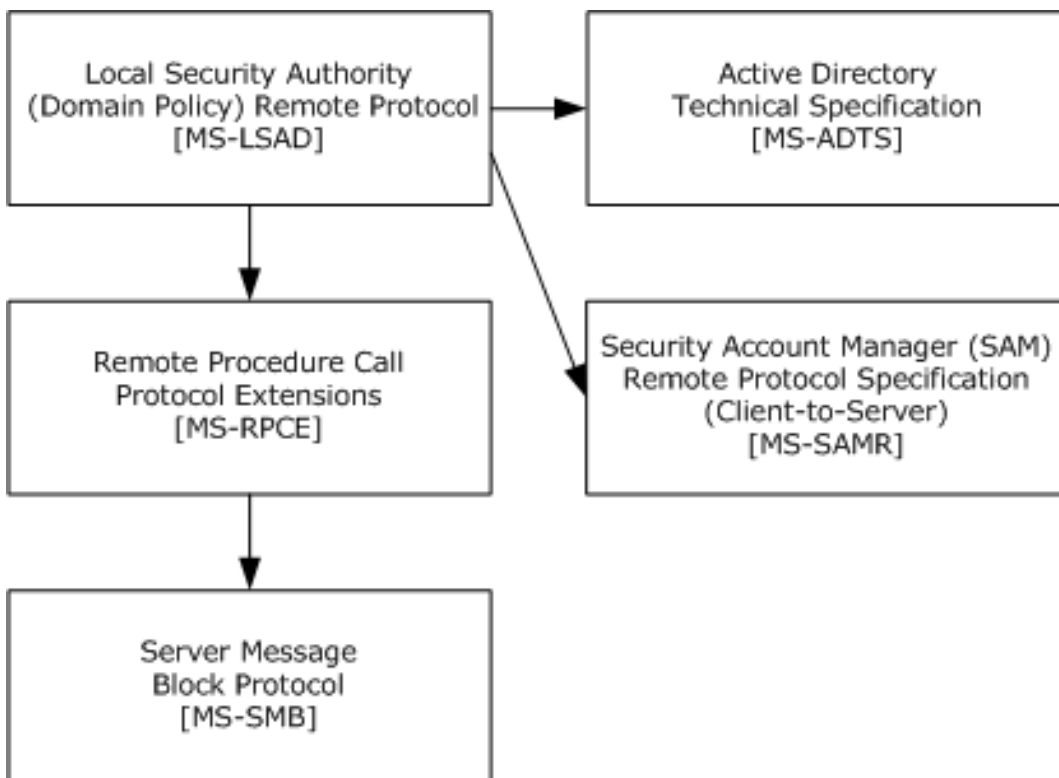 Local Security Authority
(Domain Policy) Remote Protocol
[MS-LSAD]
Active Directory
Technical Specification
[MS-ADTS]
Remote Procedure Call
Protocol Extensions
[MS-RPCE]
Security Account Manager (SAM)
Remote Protocol Specification
(Client-to-Server)
[MS-SAMR]
Server Message
Block Protocol
[MS-SMB]